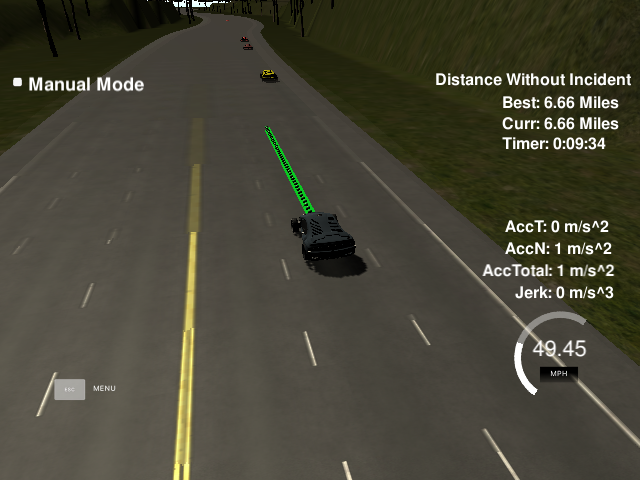 Manual Mode
Distance Without Incident
Best: 6.66 Miles
Curr: 6.66 Miles
Timer: 0:09:34
AccT: 0 m/s^2
AccN: 1 m/s^2
AccTotal: 1 m/s^2
Jerk: 0 m/s^3
49.45
MPH
ESC MENU